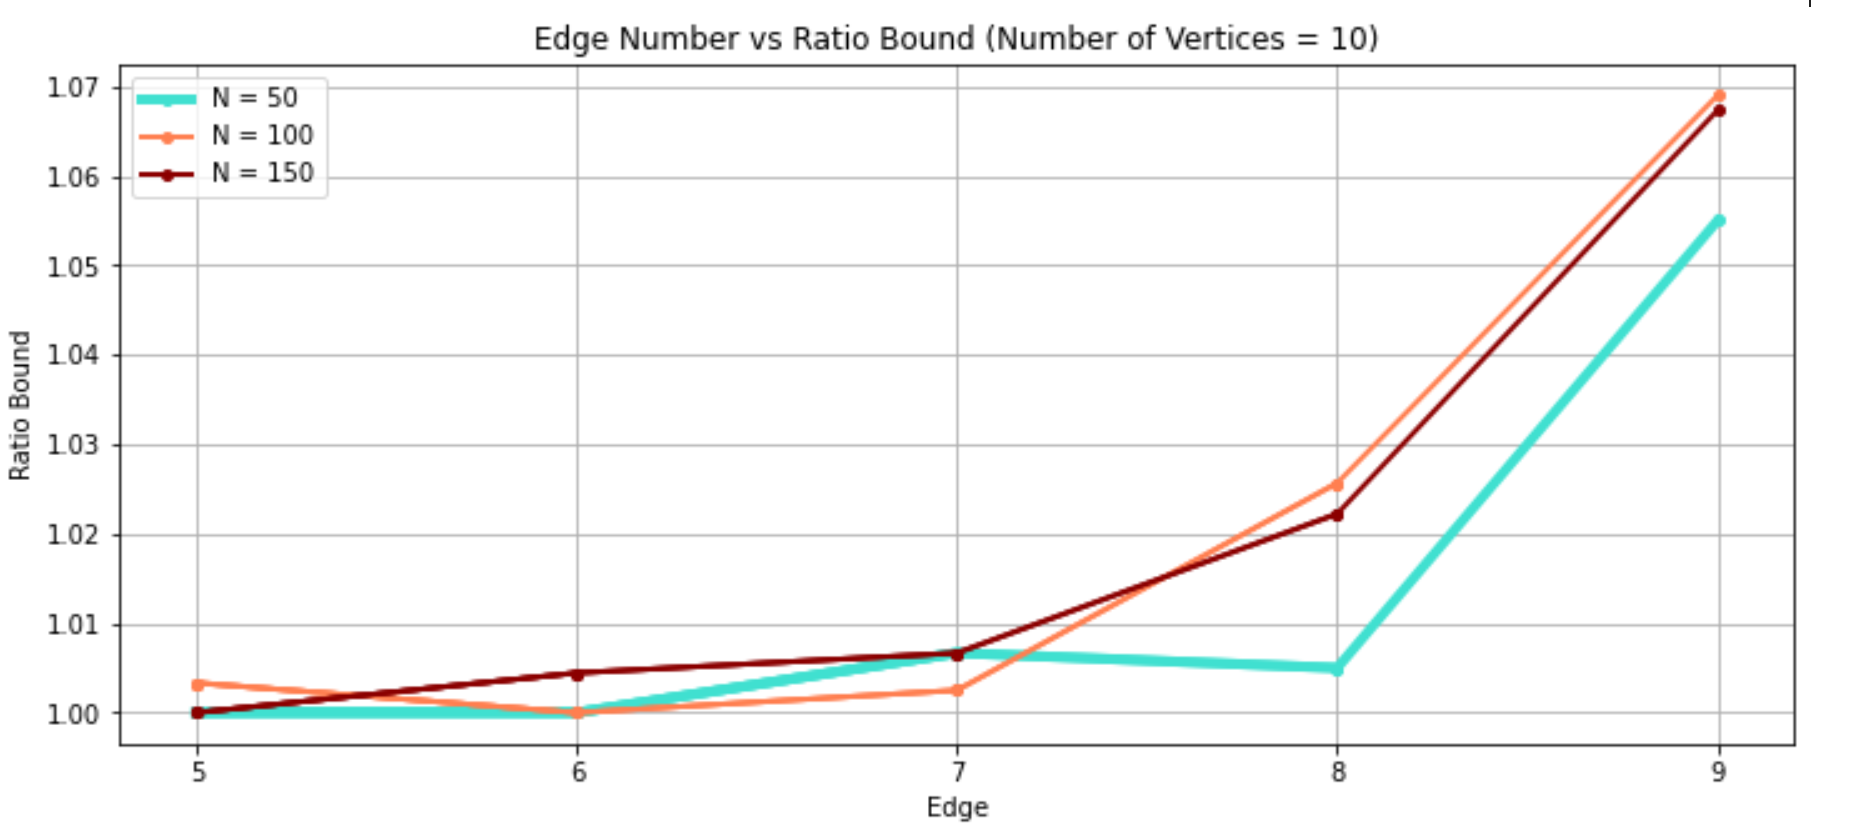 Edge Number vs Ratio Bound (Number of Vertices = 10)
N = 50
N = 100
N = 150
Ratio Bound
1.07
1.06
1.05
1.04
1.03
1.02
1.01
1.00
5 6 7 8 9
Edge